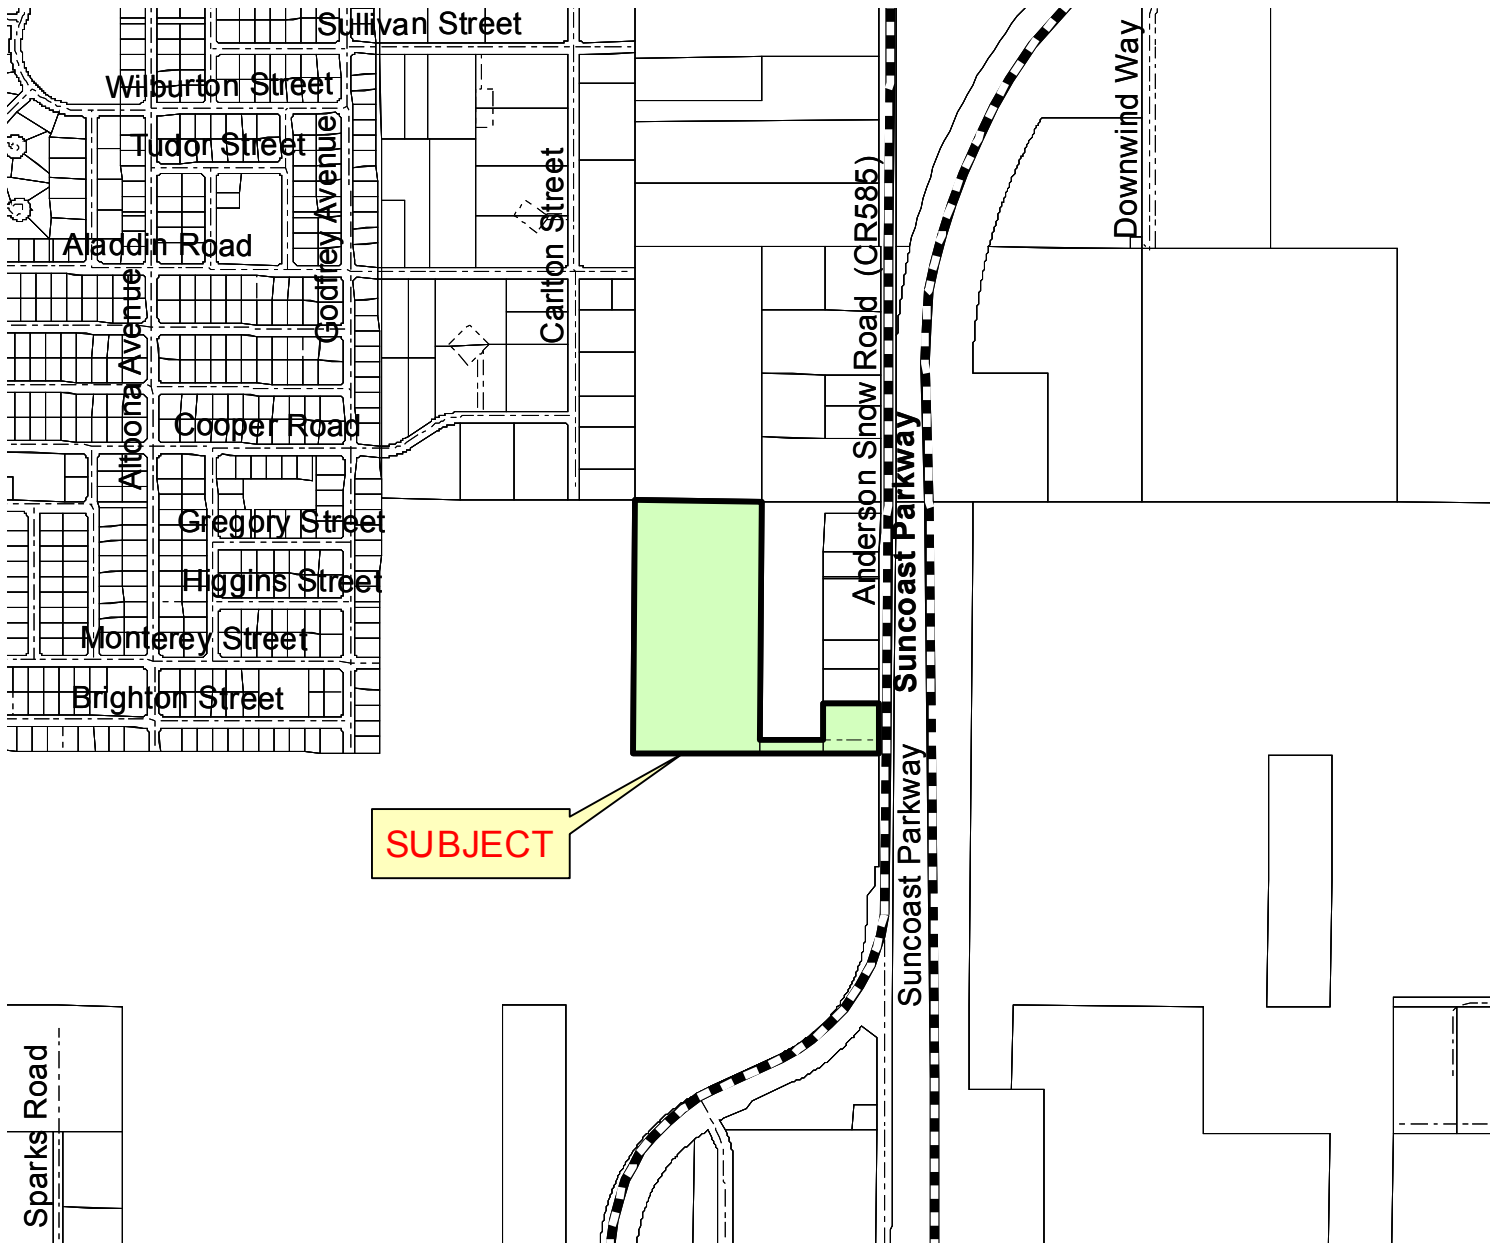 Sullivan Street
Wilburton Street
Tudor Street
Godfrey Avenue
Carlton Street
Downwind Way
Aladdin Road
Altoona Avenue
Anderson Snow Road (CR585)
Cooper Road
Suncoast Parkway
Gregory Street
Higgins Street
Monterey Street
Brighton Street
Suncoast Parkway
SUBJECT
Sparks Road